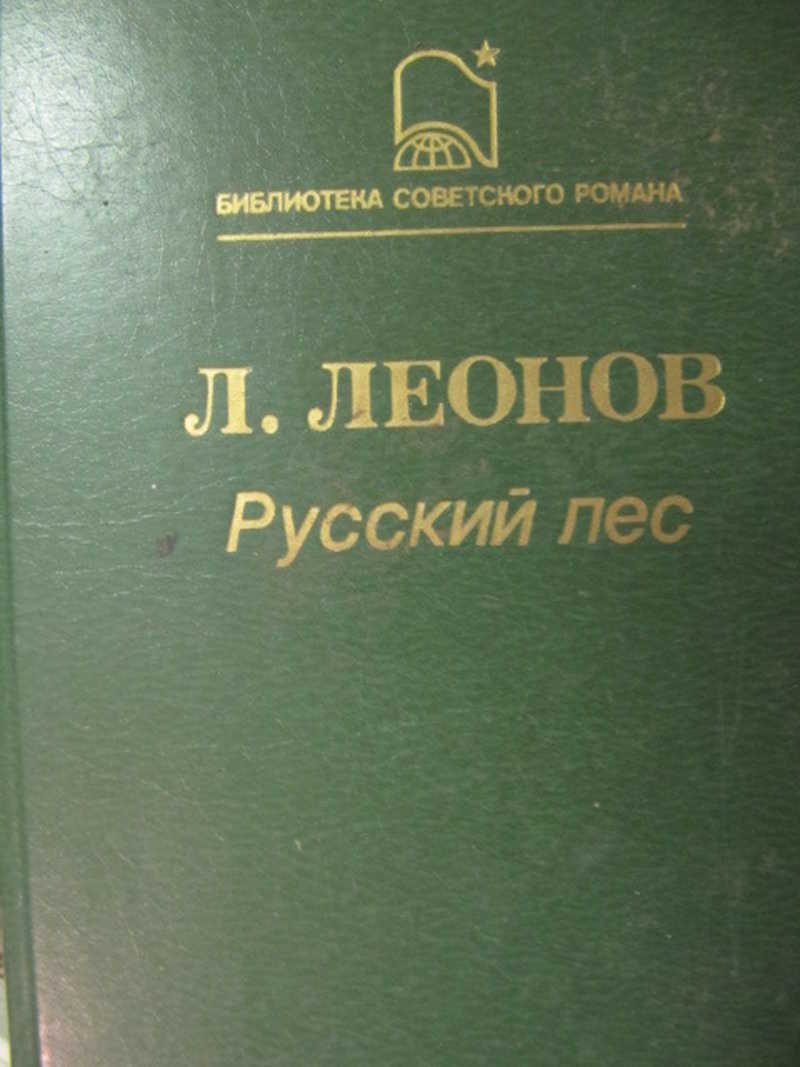 БИБЛИОТЕКА СОВЕТСКОГО РОМАНА
Л. ЛЕОНОВ
Русский лес